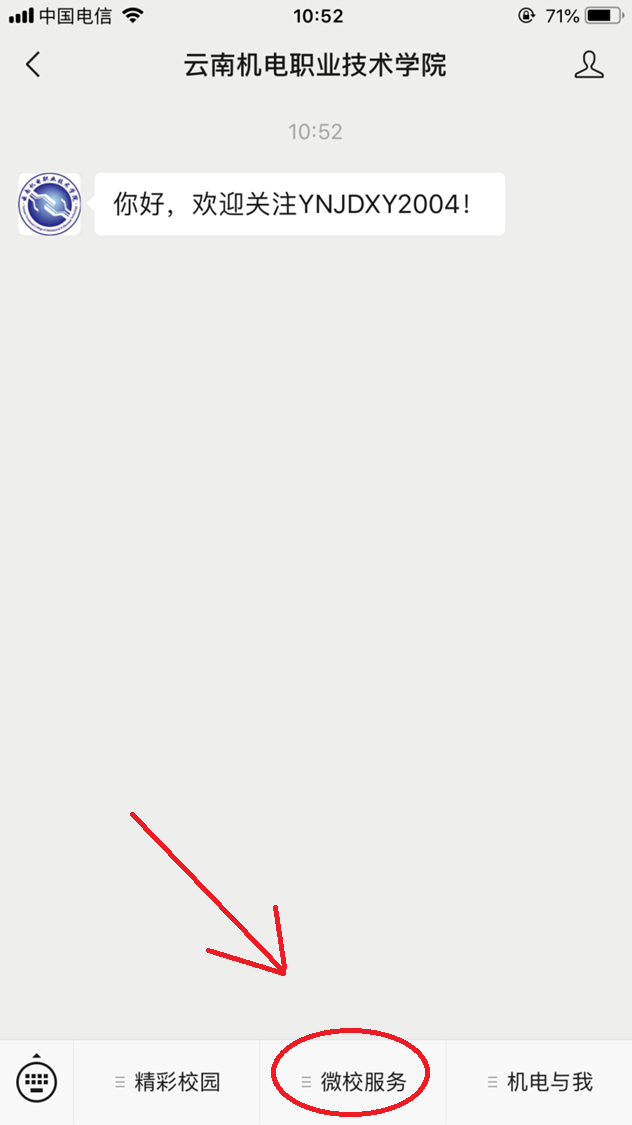 中国电信 10:52 71%
云南机电职业技术学院
10:52
你好，欢迎关注YNJDXY2004！
精彩校园 微校服务 机电与我